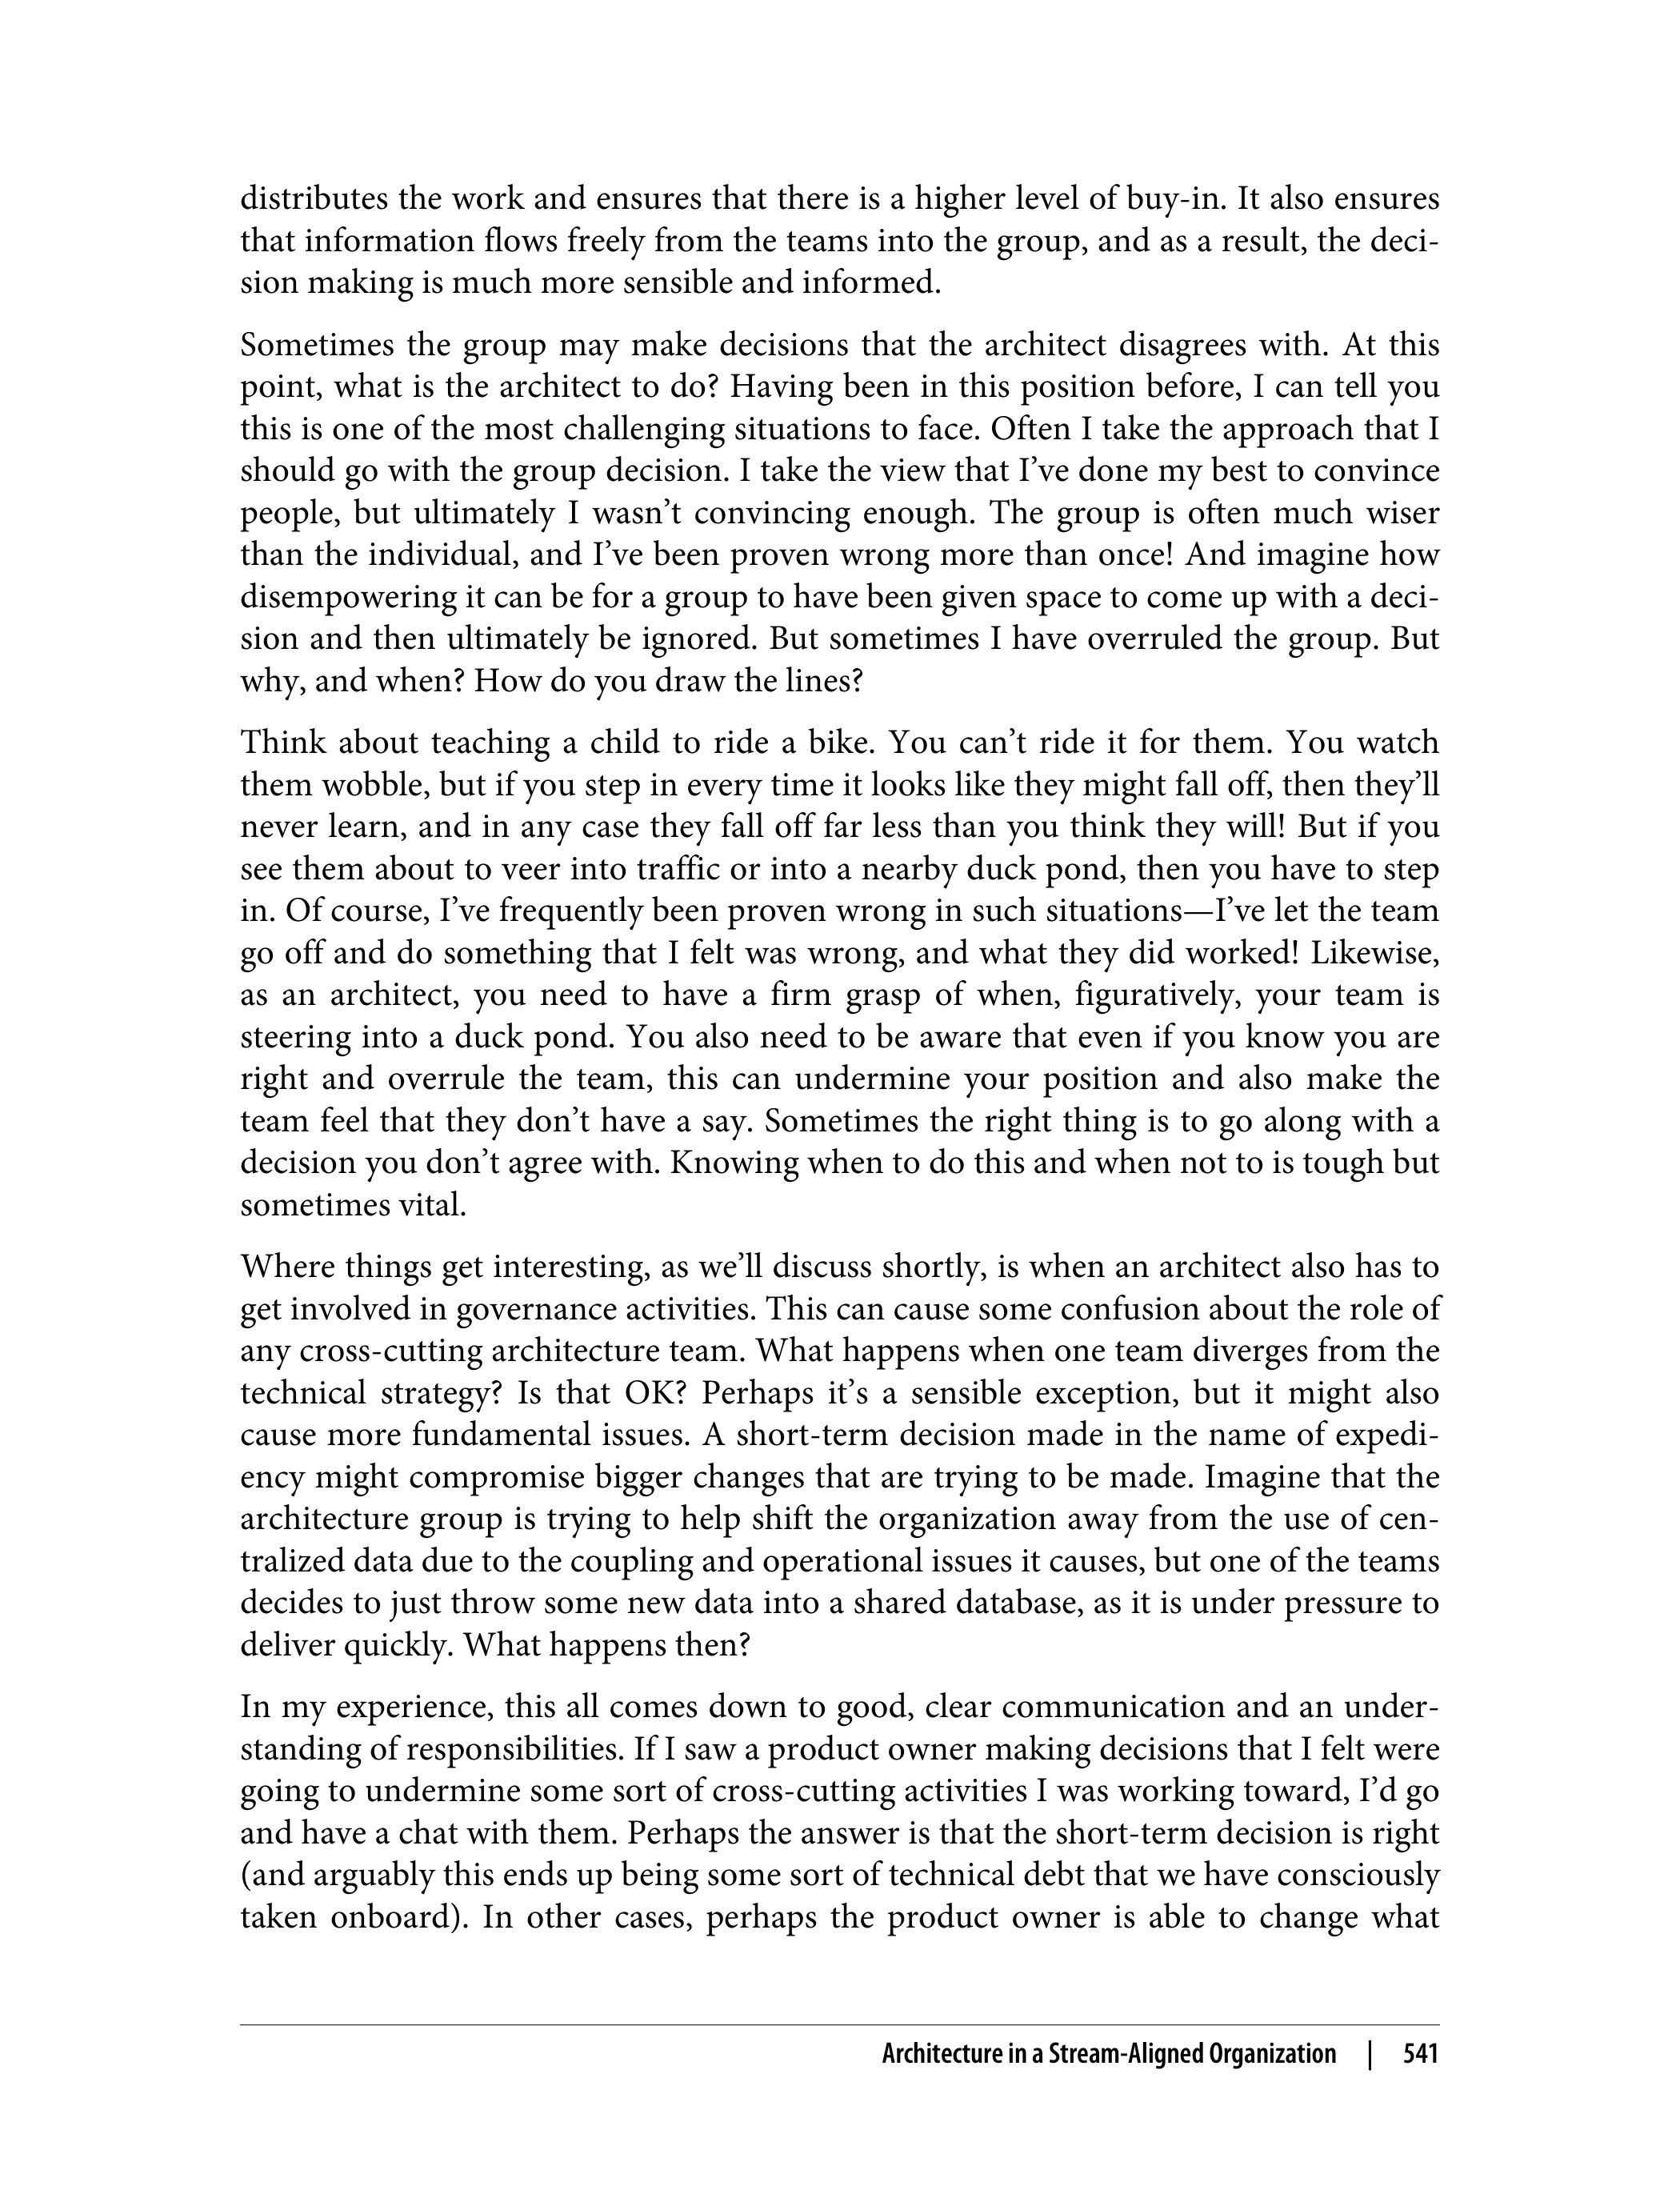 distributes the work and ensures that there is a higher level of buy-in. It also ensures
that information flows freely from the teams into the group, and as a result, the deci-
sion making is much more sensible and informed.
Sometimes the group may make decisions that the architect disagrees with. At this
point, what is the architect to do? Having been in this position before, I can tell you
this is one of the most challenging situations to face. Often I take the approach that I
should go with the group decision. I take the view that I’ve done my best to convince
people, but ultimately I wasn’t convincing enough. The group is often much wiser
than the individual, and I’ve been proven wrong more than once! And imagine how
disempowering it can be for a group to have been given space to come up with a deci-
sion and then ultimately be ignored. But sometimes I have overruled the group. But
why, and when? How do you draw the lines?
Think about teaching a child to ride a bike. You can’t ride it for them. You watch
them wobble, but if you step in every time it looks like they might fall off, then they’ll
never learn, and in any case they fall off far less than you think they will! But if you
see them about to veer into traffic or into a nearby duck pond, then you have to step
in. Of course, I’ve frequently been proven wrong in such situations—I’ve let the team
go off and do something that I felt was wrong, and what they did worked! Likewise,
as an architect, you need to have a firm grasp of when, figuratively, your team is
steering into a duck pond. You also need to be aware that even if you know you are
right and overrule the team, this can undermine your position and also make the
team feel that they don’t have a say. Sometimes the right thing is to go along with a
decision you don’t agree with. Knowing when to do this and when not to is tough but
sometimes vital.
Where things get interesting, as we’ll discuss shortly, is when an architect also has to
get involved in governance activities. This can cause some confusion about the role of
any cross-cutting architecture team. What happens when one team diverges from the
technical strategy? Is that OK? Perhaps it’s a sensible exception, but it might also
cause more fundamental issues. A short-term decision made in the name of expedi-
ency might compromise bigger changes that are trying to be made. Imagine that the
architecture group is trying to help shift the organization away from the use of cen-
tralized data due to the coupling and operational issues it causes, but one of the teams
decides to just throw some new data into a shared database, as it is under pressure to
deliver quickly. What happens then?
In my experience, this all comes down to good, clear communication and an under-
standing of responsibilities. If I saw a product owner making decisions that I felt were
going to undermine some sort of cross-cutting activities I was working toward, I’d go
and have a chat with them. Perhaps the answer is that the short-term decision is right
(and arguably this ends up being some sort of technical debt that we have consciously
taken onboard). In other cases, perhaps the product owner is able to change what
Architecture in a Stream-Aligned Organization | 541